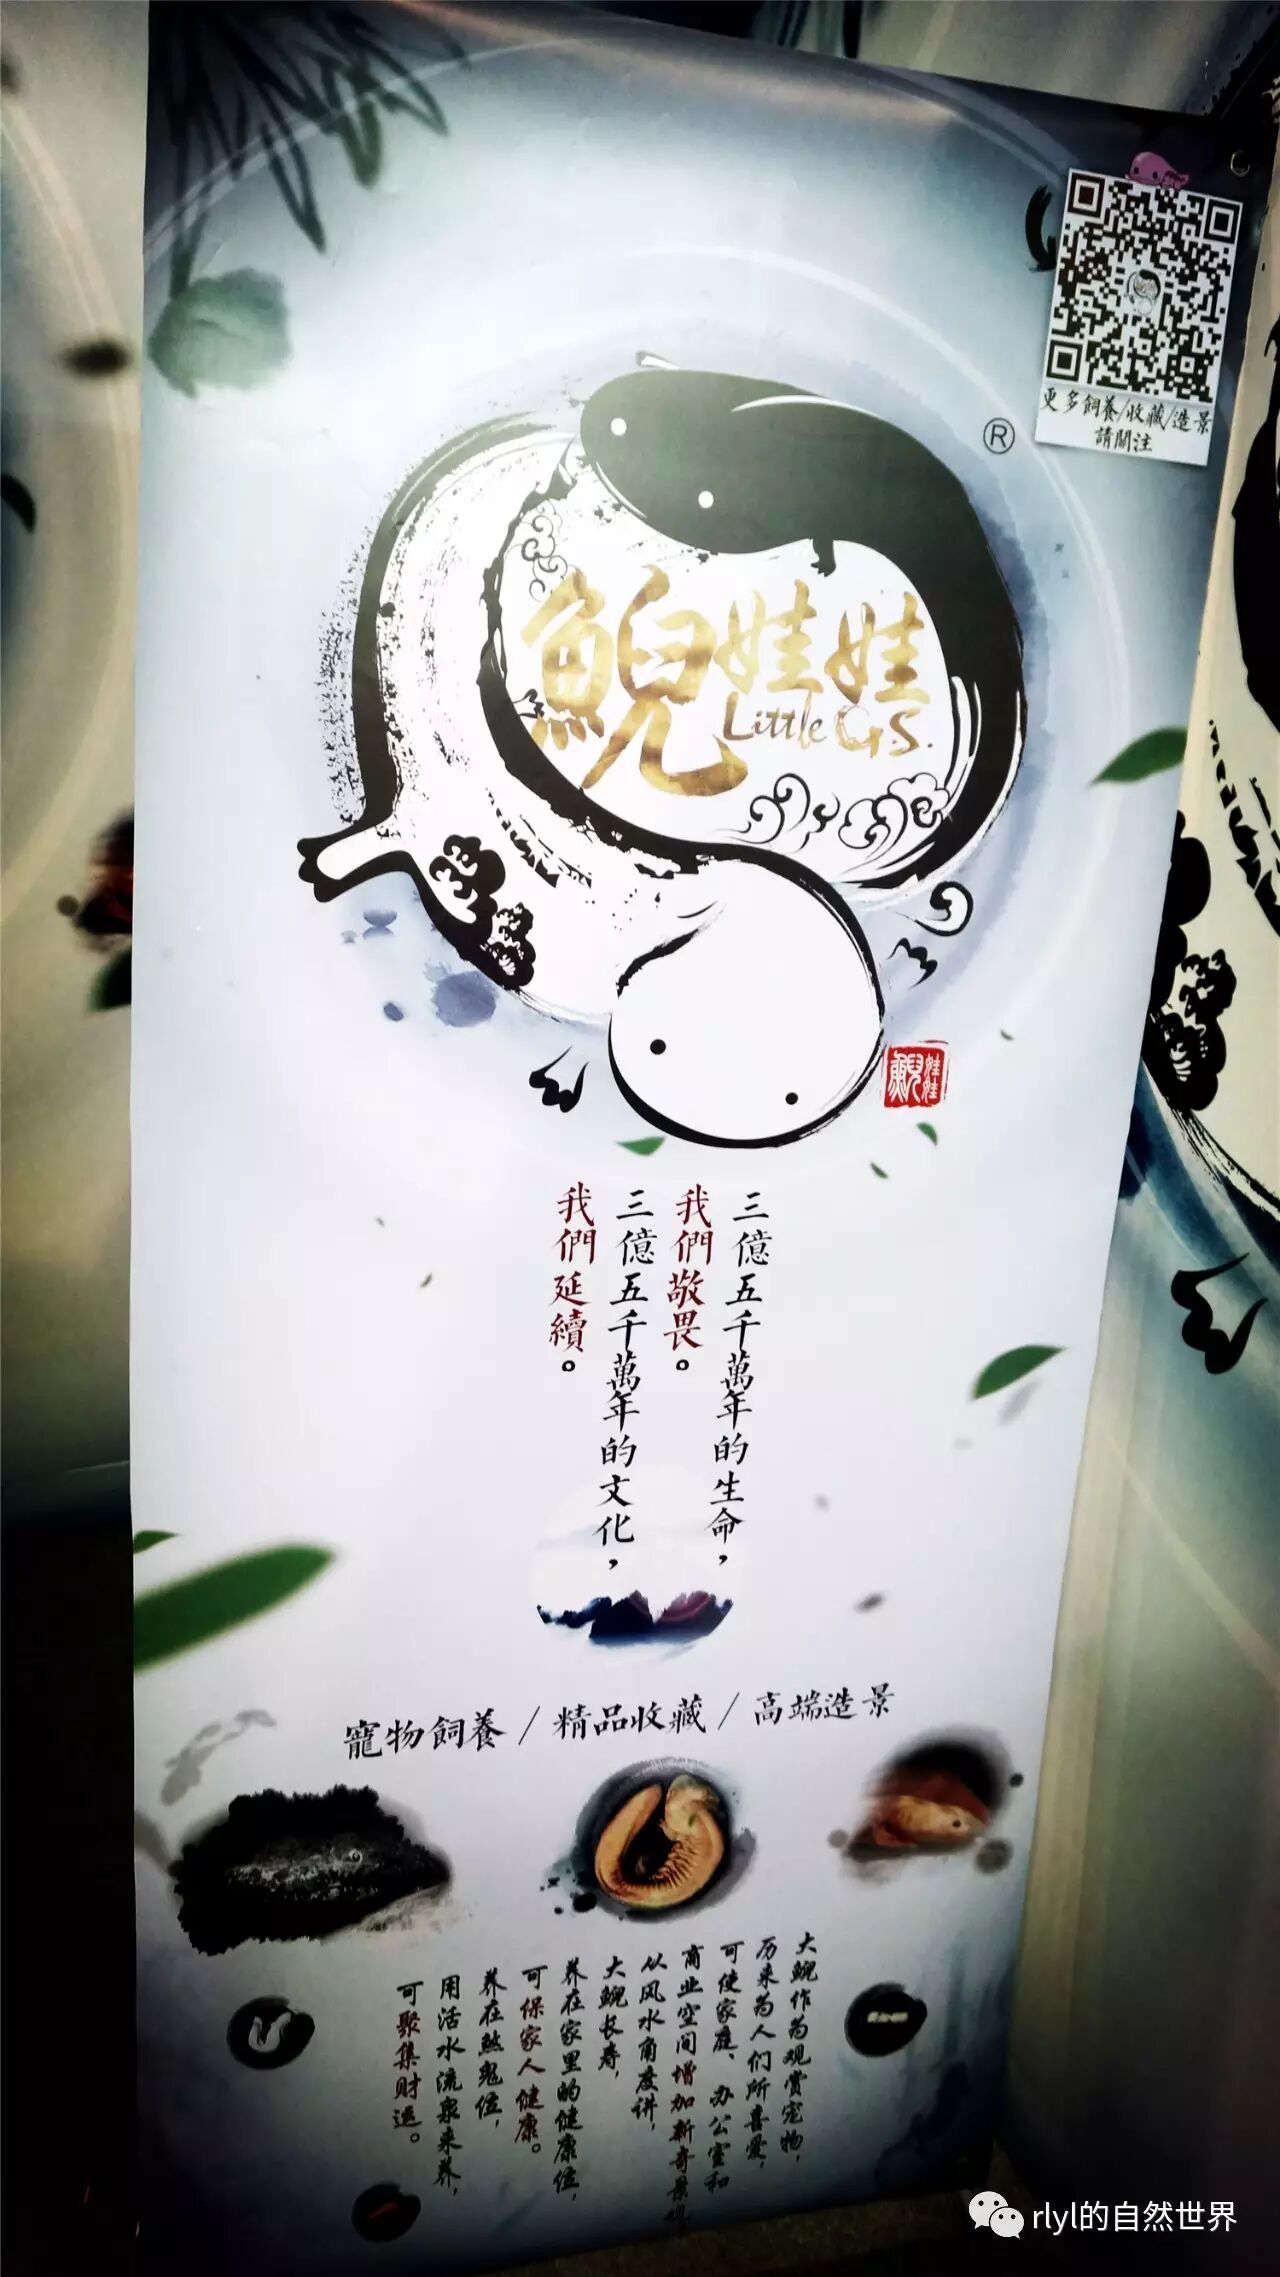 更多飼養/收藏/造景
請關注
®
鯢娃娃
Little G.S.
鯢娃娃
三億五千萬年的生命，
我們敬畏。
三億五千萬年的文化，
我們延續。
寵物飼養/精品收藏/高端造景
大鲵作为观赏宠物，
历来为人们所喜爱，
可使家庭、办公室和
商业空间增加新奇景观
从风水角度讲，
大鲵长寿，
养在家里的健康位，
可保家人健康。
养在煞鬼位，
用活水流泉来养，
可聚集财运。
rlyl的自然世界